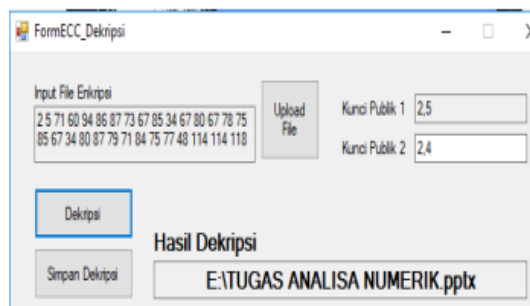 FormECC_Dekripsi
Input File Enkripsi
2 5 71 60 94 86 87 73 67 85 34 67 80 67 78 75
85 67 34 80 87 79 71 84 75 77 48 114 114 118
Upload
File
Kunci Publik 1 2,5
Kunci Publik 2 2,4
Dekripsi
Simpan Dekripsi
Hasil Dekripsi
E:\TUGAS ANALISA NUMERIK.pptx